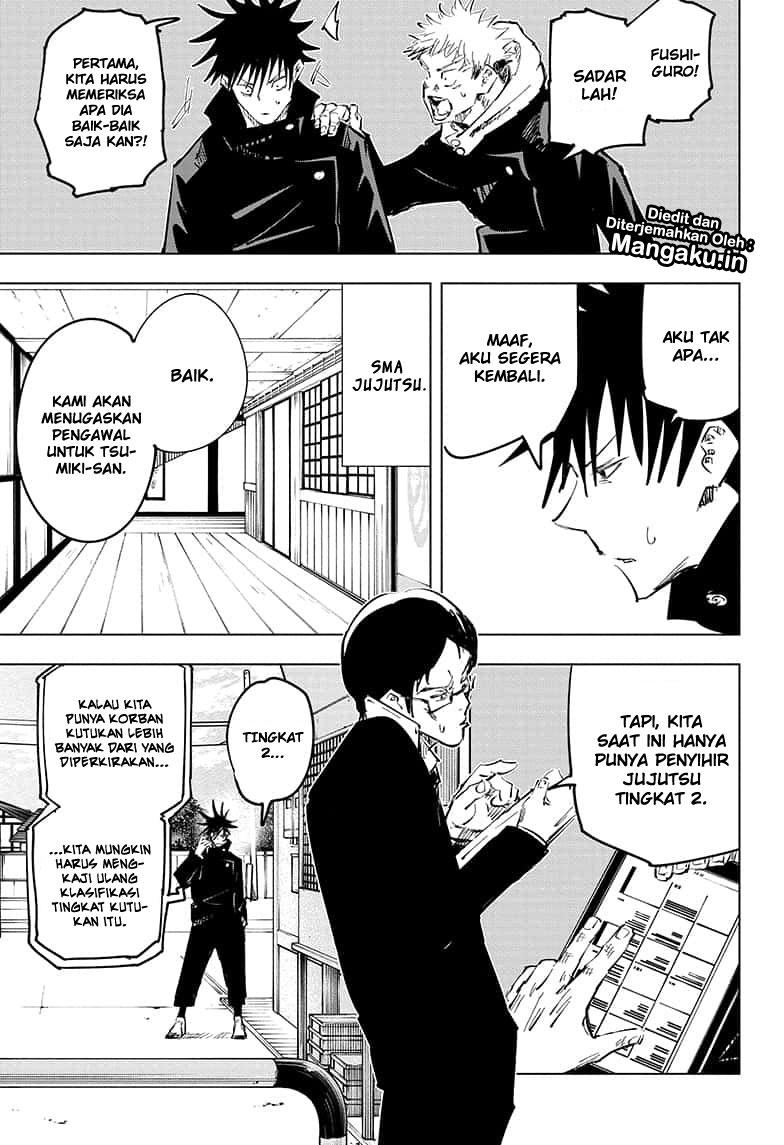 FUSHI-
GURO!
SADAR
LAH!
PERTAMA,
KITA HARUS
MEMERIKSA
APA DIA
BAIK-BAIK
SAJA KAN?!
Diedit dan
Diterjemahkan Oleh :
Mangaku.in
AKU TAK
APA...
MAAF,
AKU SEGERA
KEMBALI.
SMA
JUJUTSU.
BAIK.
KAMI AKAN
MENUGASKAN
PENGAWAL
UNTUK TSU-
MIKI-SAN.
TAPI, KITA
SAAT INI HANYA
PUNYA PENYIHIR
JUJUTSU
TINGKAT 2.
TINGKAT
2...
KALAU KITA
PUNYA KORBAN
KUTUKAN LEBIH
BANYAK DARI YANG
DIPERKIRAKAN...
...KITA MUNGKIN
HARUS MENG-
KAJI ULANG
KLASIFIKASI
TINGKAT KUTU-
KAN ITU.